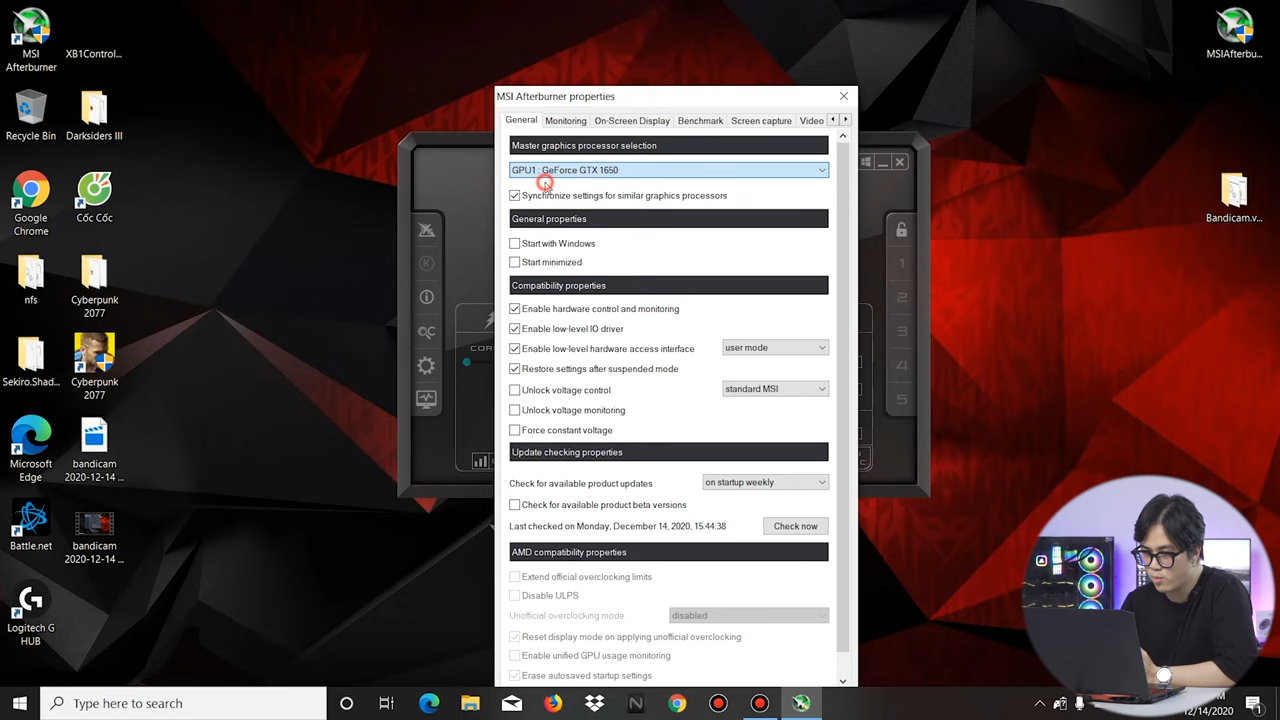 MSI
Afterburner
XB1Control...
MSIAfterbu...
Recycle Bin
Darksiders III
Google
Chrome
Cốc Cốc
Bandicam.v...
nfs
Cyberpunk
2077
Sekiro.Shad...
Cyberpunk
2077
Microsoft
Edge
bandicam
2020-12-14 ...
Battle.net
bandicam
2020-12-14 ...
Logitech G
HUB
MSI Afterburner properties
General
Monitoring
On-Screen Display
Benchmark
Screen capture
Video
Master graphics processor selection
GPU1 : GeForce GTX 1650
Synchronize settings for similar graphics processors
General properties
Start with Windows
Start minimized
Compatibility properties
Enable hardware control and monitoring
Enable low-level IO driver
Enable low-level hardware access interface
user mode
Restore settings after suspended mode
Unlock voltage control
standard MSI
Unlock voltage monitoring
Force constant voltage
Update checking properties
Check for available product updates
on startup weekly
Check for available product beta versions
Last checked on Monday, December 14, 2020, 15:44:38
Check now
AMD compatibility properties
Extend official overclocking limits
Disable ULPS
Unofficial overclocking mode
disabled
Reset display mode on applying unofficial overclocking
Enable unified GPU usage monitoring
Erase autosaved startup settings
COR
K
OC
1
2
3
4
5
Type here to search
12/14/2020
1